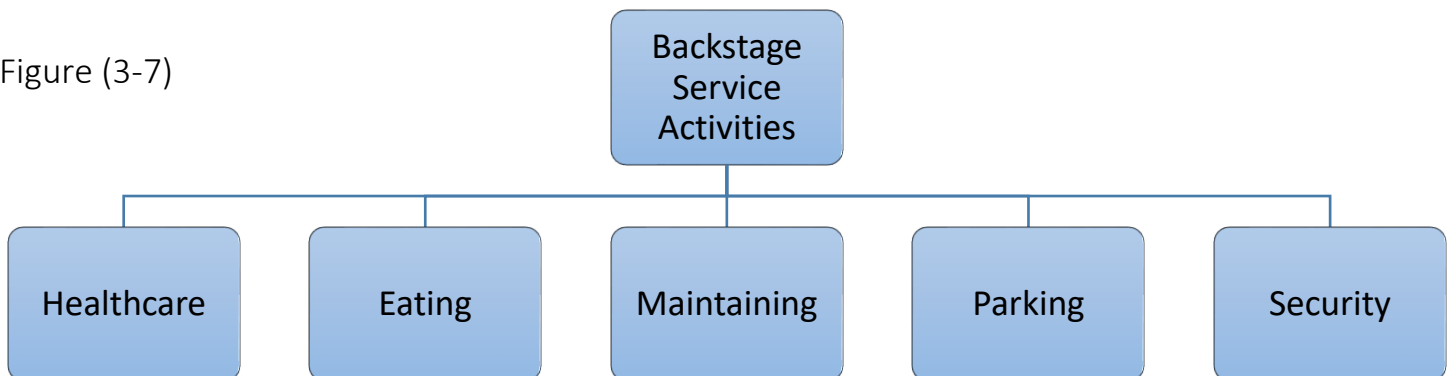 Figure (3-7)
Backstage
Service
Activities
Healthcare
Eating
Maintaining
Parking
Security